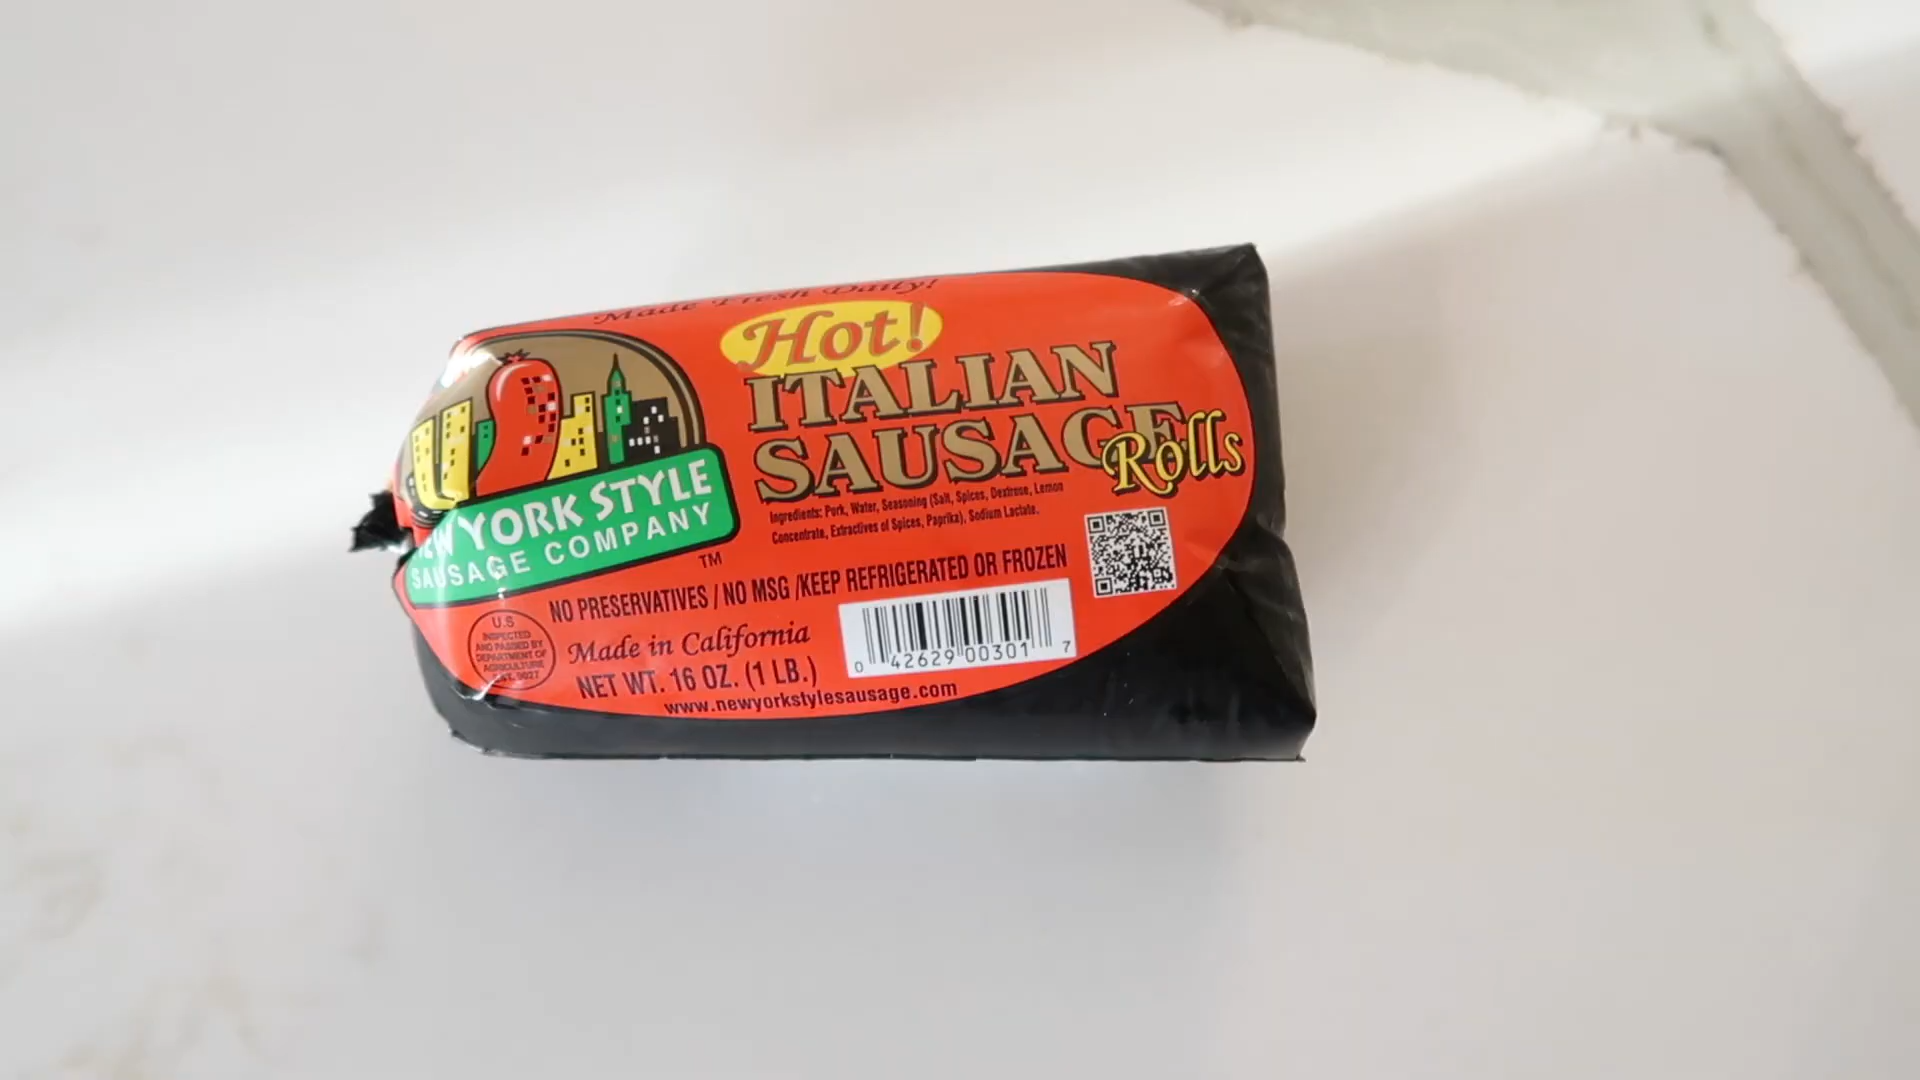 Made Fresh Daily!
Hot!
ITALIAN
SAUSAGE
Rolls
NEW YORK STYLE
SAUSAGE COMPANY
TM
Ingredients: Pork, Water, Seasoning (Salt, Spices, Dextrose, Lemon
Concentrate, Extractives of Spices, Paprika), Sodium Lactate.
NO PRESERVATIVES / NO MSG /KEEP REFRIGERATED OR FROZEN
U.S
INSPECTED
AND PASSED BY
DEPARTMENT OF
AGRICULTURE
EST. 9027
Made in California
NET WT. 16 OZ. (1 LB.)
0 42629 00301 7
www.newyorkstylesausage.com